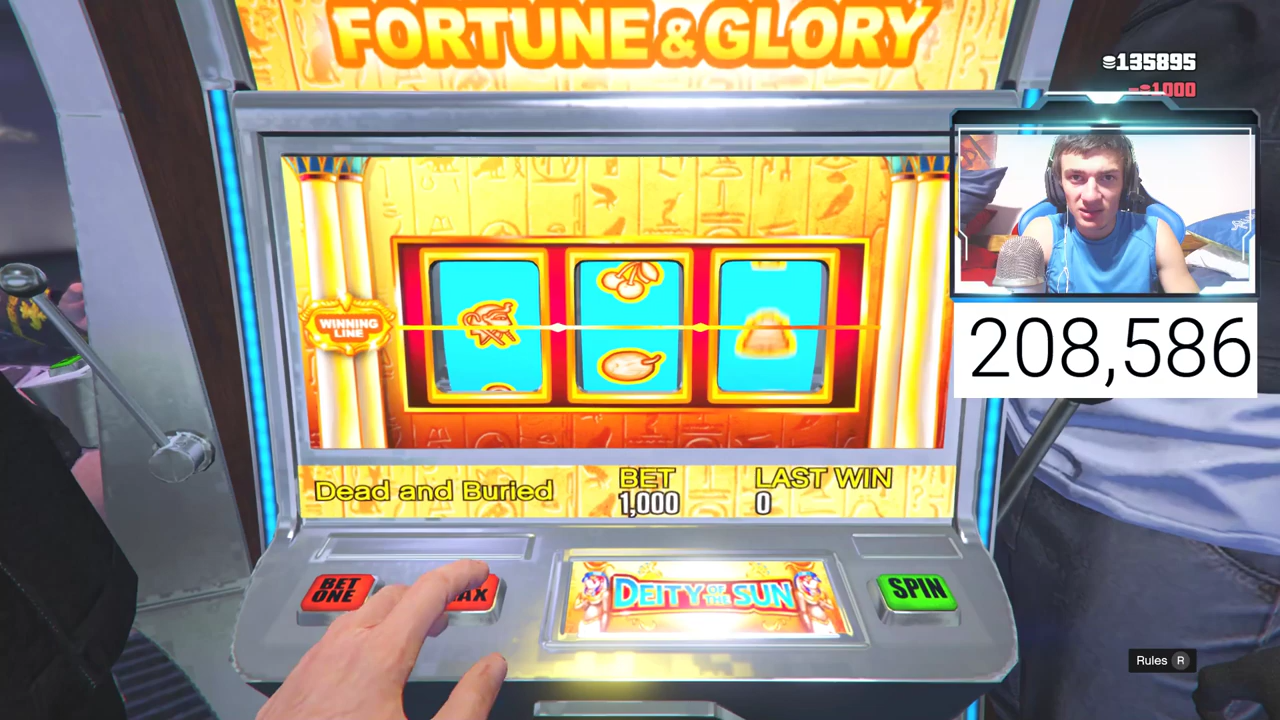 FORTUNE & GLORY
135895
-1000
208,586
WINNING
LINE
Dead and Buried
BET
1,000
LAST WIN
0
BET
ONE
DEITY OF THE SUN
SPIN
Rules R